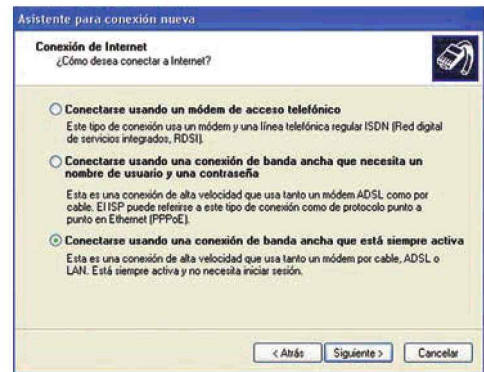 Asistente para conexión nueva
Conexión de Internet
¿Cómo desea conectar a Internet?
Conectarse usando un módem de acceso telefónico
Este tipo de conexión usa un módem y una línea telefónica regular ISDN (Red digital
de servicios integrados, RDSI).
Conectarse usando una conexión de banda ancha que necesita un
nombre de usuario y una contraseña
Esta es una conexión de alta velocidad que usa tanto un módem ADSL como por
cable. El ISP puede referirse a este tipo de conexión como de protocolo punto a
punto en Ethernet (PPPoE).
Conectarse usando una conexión de banda ancha que está siempre activa
Esta es una conexión de alta velocidad que usa tanto un módem por cable, ADSL o
LAN. Está siempre activa y no necesita iniciar sesión.
< Atrás
Siguiente >
Cancelar